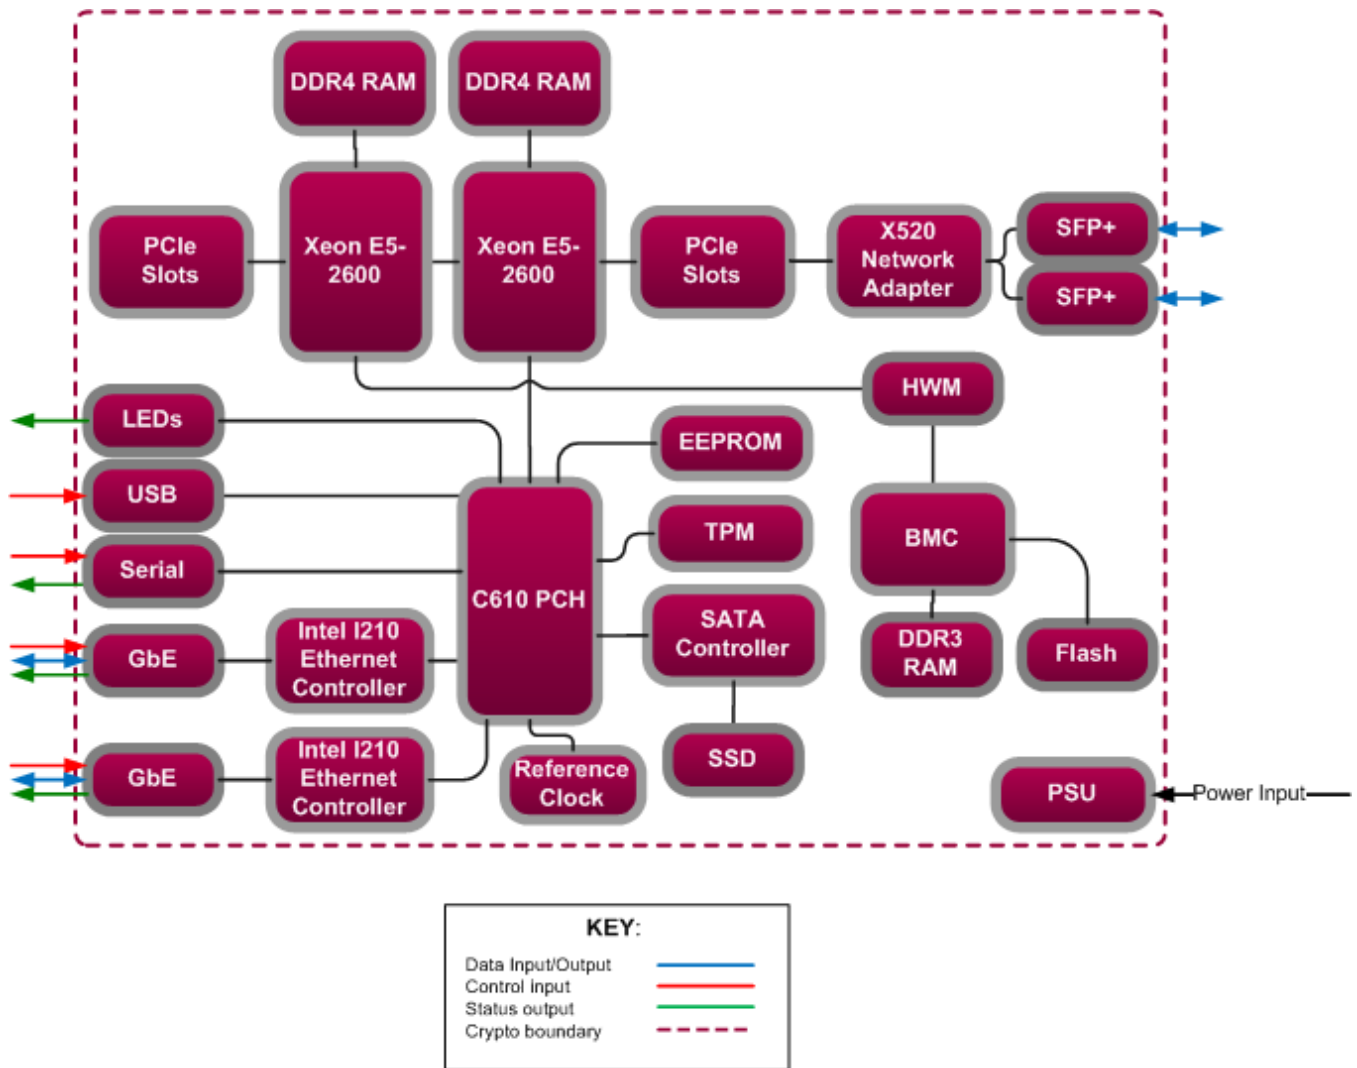 DDR4 RAM
DDR4 RAM
PCIe
Slots
Xeon E5-
2600
Xeon E5-
2600
PCIe
Slots
X520
Network
Adapter
SFP+
SFP+
HWM
LEDs
EEPROM
USB
TPM
BMC
Serial
C610 PCH
SATA
Controller
DDR3
RAM
Flash
GbE
Intel I210
Ethernet
Controller
GbE
Intel I210
Ethernet
Controller
Reference
Clock
SSD
PSU
Power Input
KEY:
Data Input/Output
Control input
Status output
Crypto boundary